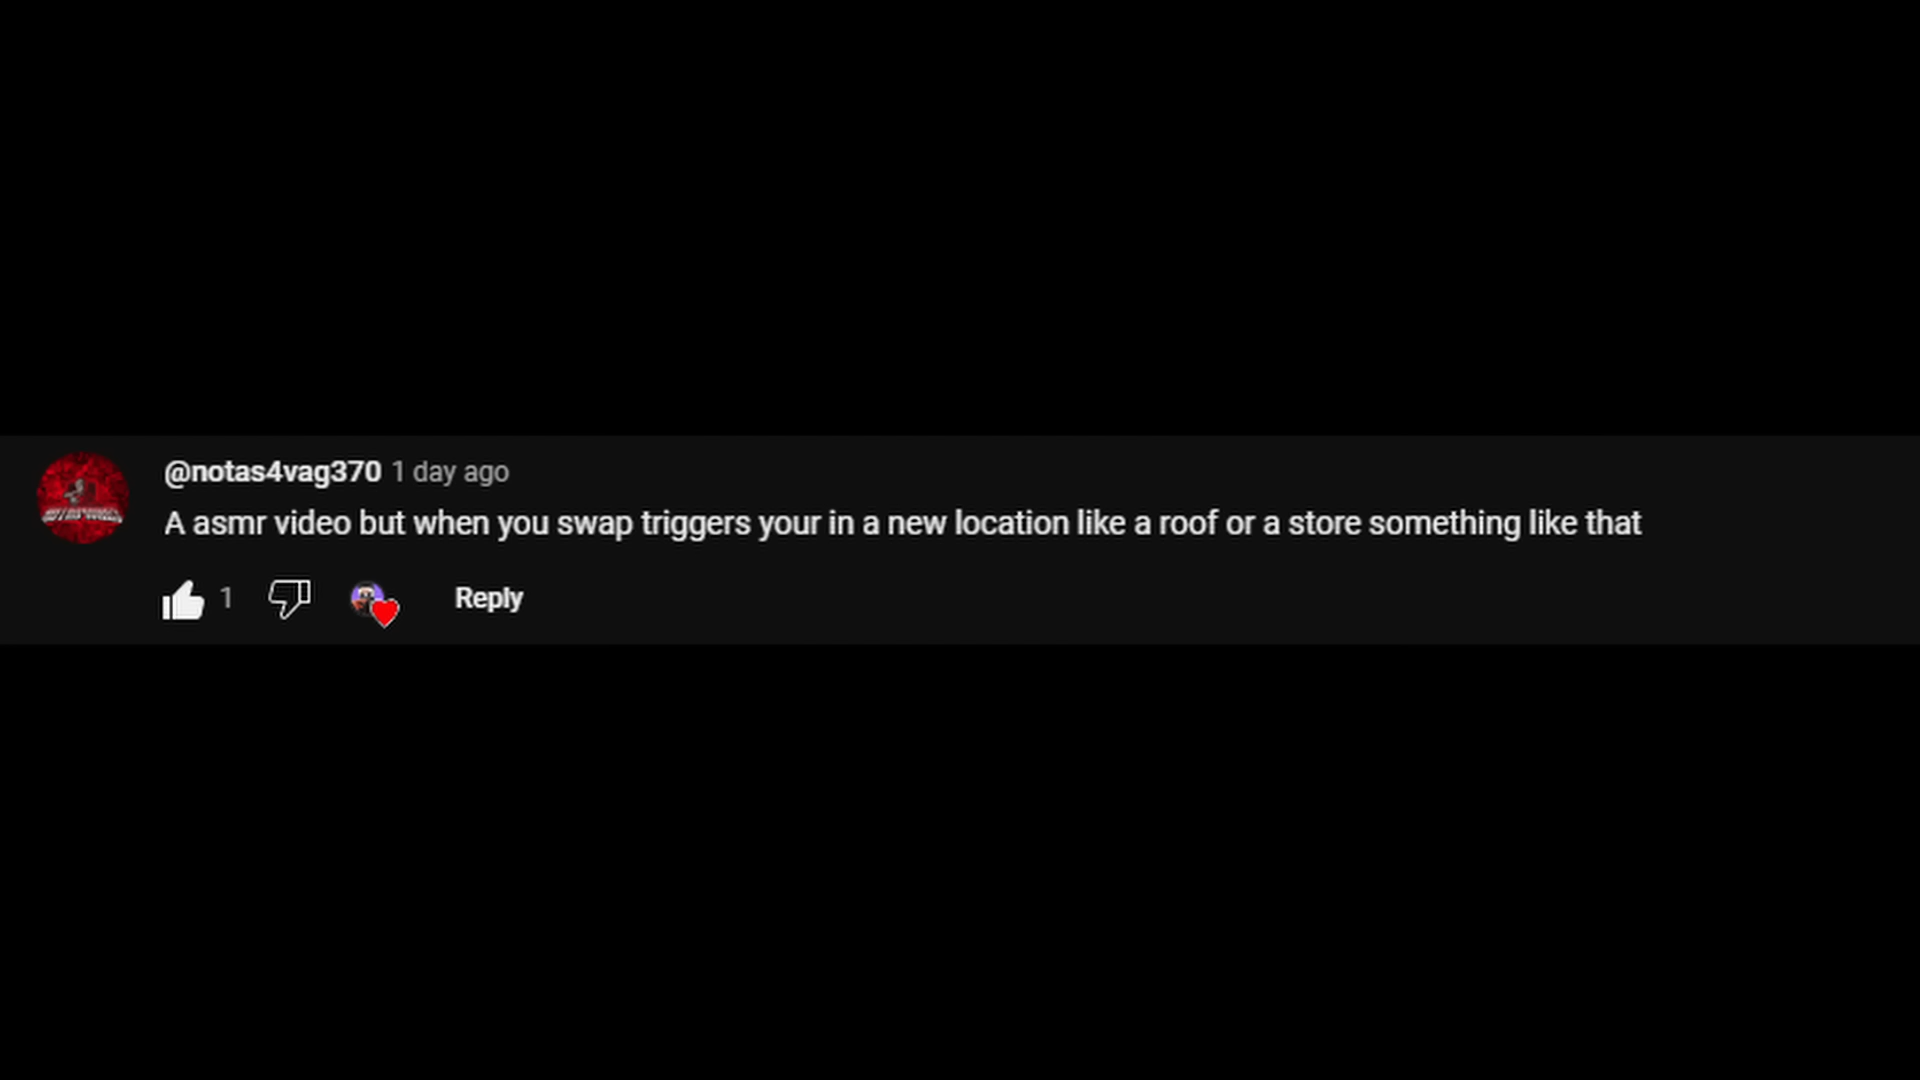 @notas4vag370 1 day ago
A asmr video but when you swap triggers your in a new location like a roof or a store something like that
1
Reply